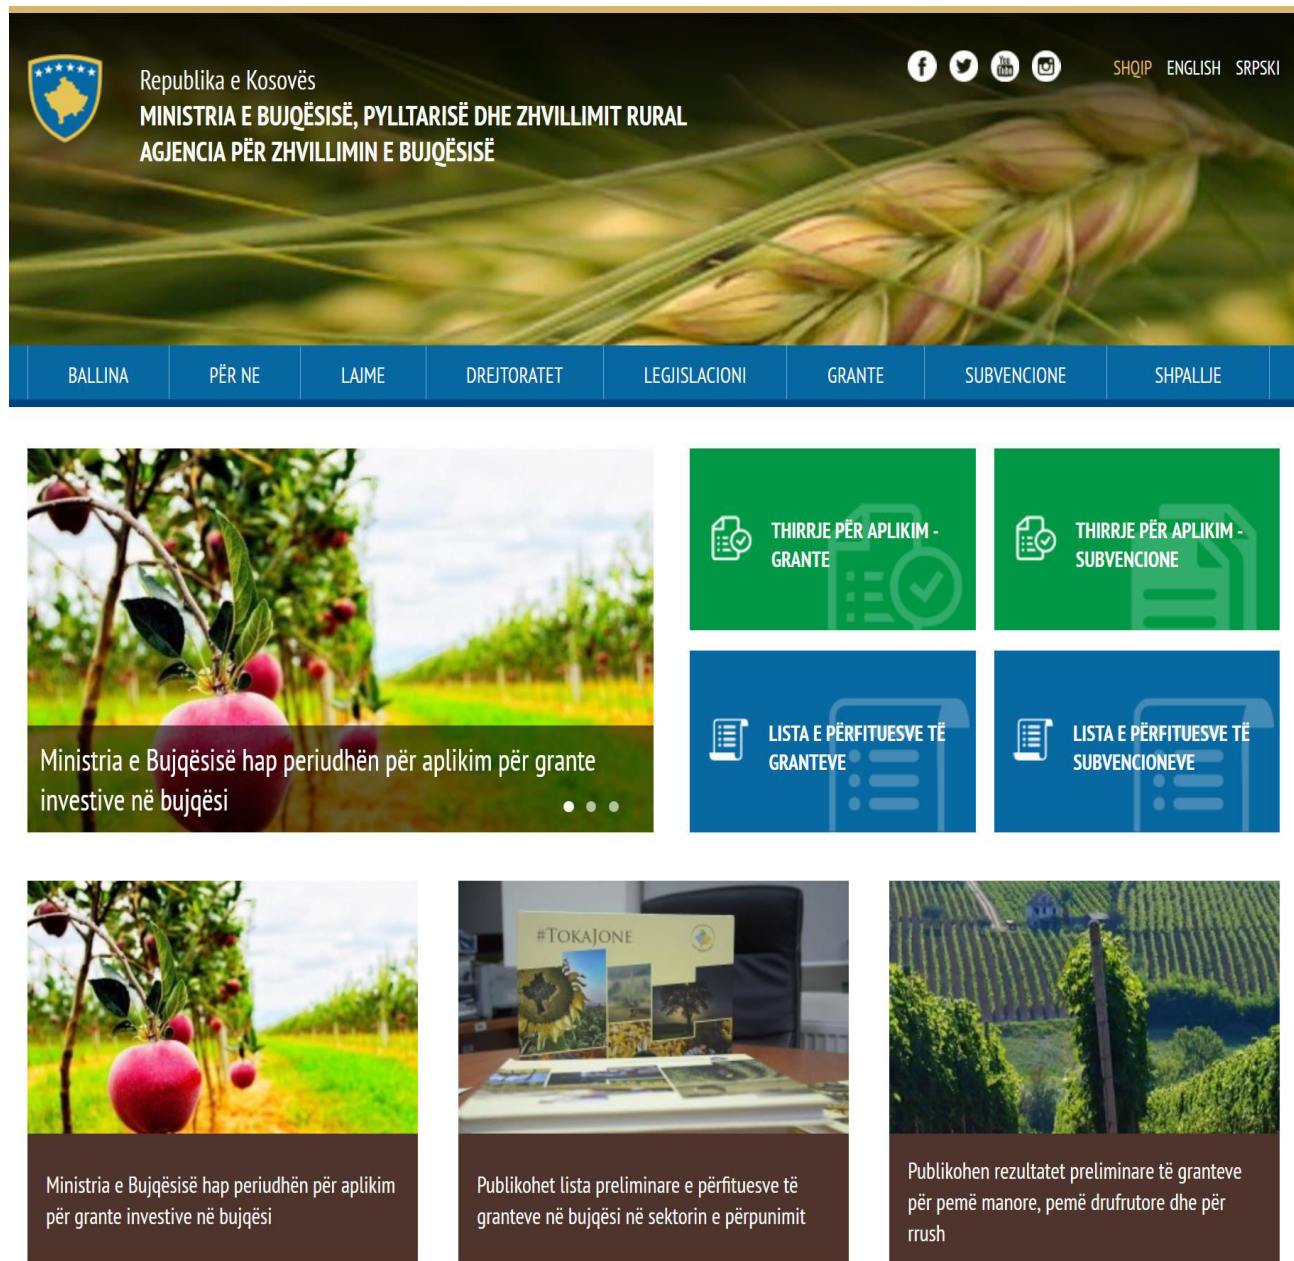 Republika e Kosovës
MINISTRIA E BUJQËSISË, PYLLTARISË DHE ZHVILLIMIT RURAL
AGJENCIA PËR ZHVILLIMIN E BUJQËSISË
You
Tube
SHQIP ENGLISH SRPSKI
BALLINA PËR NE LAJME DREJTORATET LEGJISLACIONI GRANTE SUBVENCIONE SHPALLJE
Ministria e Bujqësisë hap periudhën për aplikim për grante
investive në bujqësi
THIRRJE PËR APLIKIM -
GRANTE
THIRRJE PËR APLIKIM -
SUBVENCIONE
LISTA E PËRFITUESVE TË
GRANTEVE
LISTA E PËRFITUESVE TË
SUBVENCIONEVE
Ministria e Bujqësisë hap periudhën për aplikim
për grante investive në bujqësi
#TOKAJONE
Publikohet lista preliminare e përfituesve të
granteve në bujqësi në sektorin e përpunimit
Publikohen rezultatet preliminare të granteve
për pemë manore, pemë drufrutore dhe për
rrush